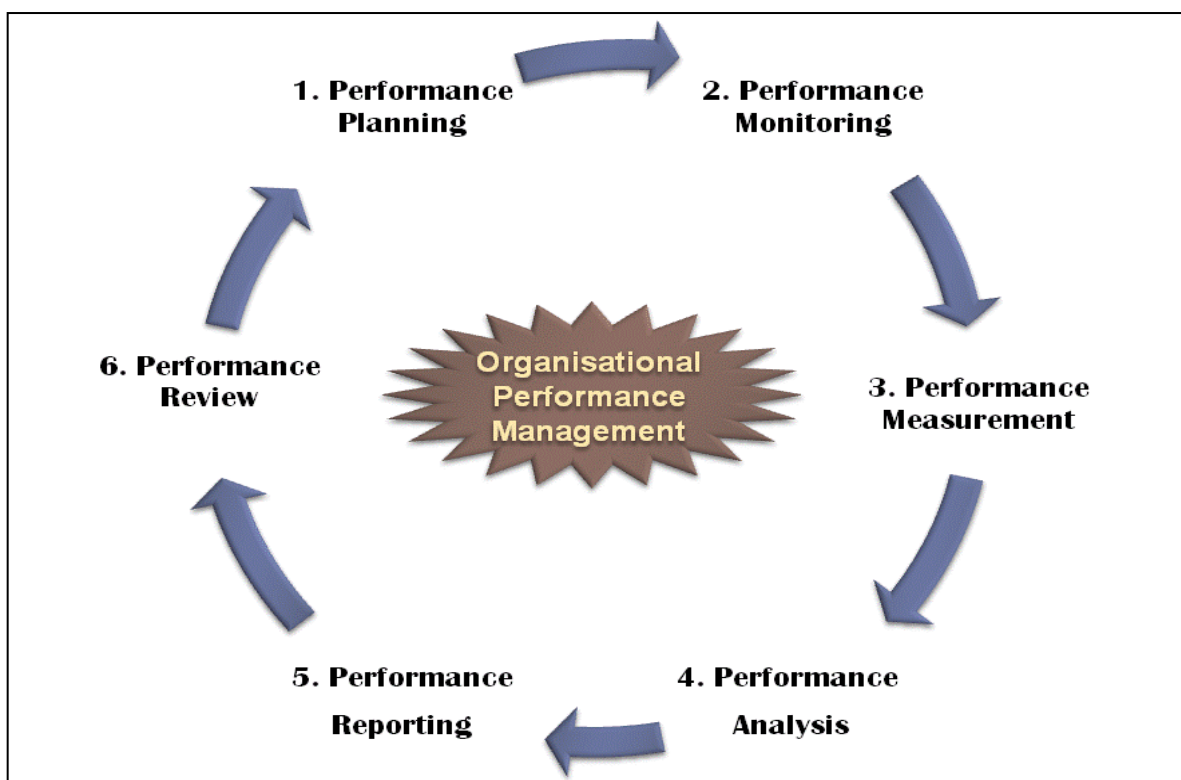 1. Performance
Planning
2. Performance
Monitoring
3. Performance
Measurement
4. Performance
Analysis
5. Performance
Reporting
6. Performance
Review
Organisational
Performance
Management